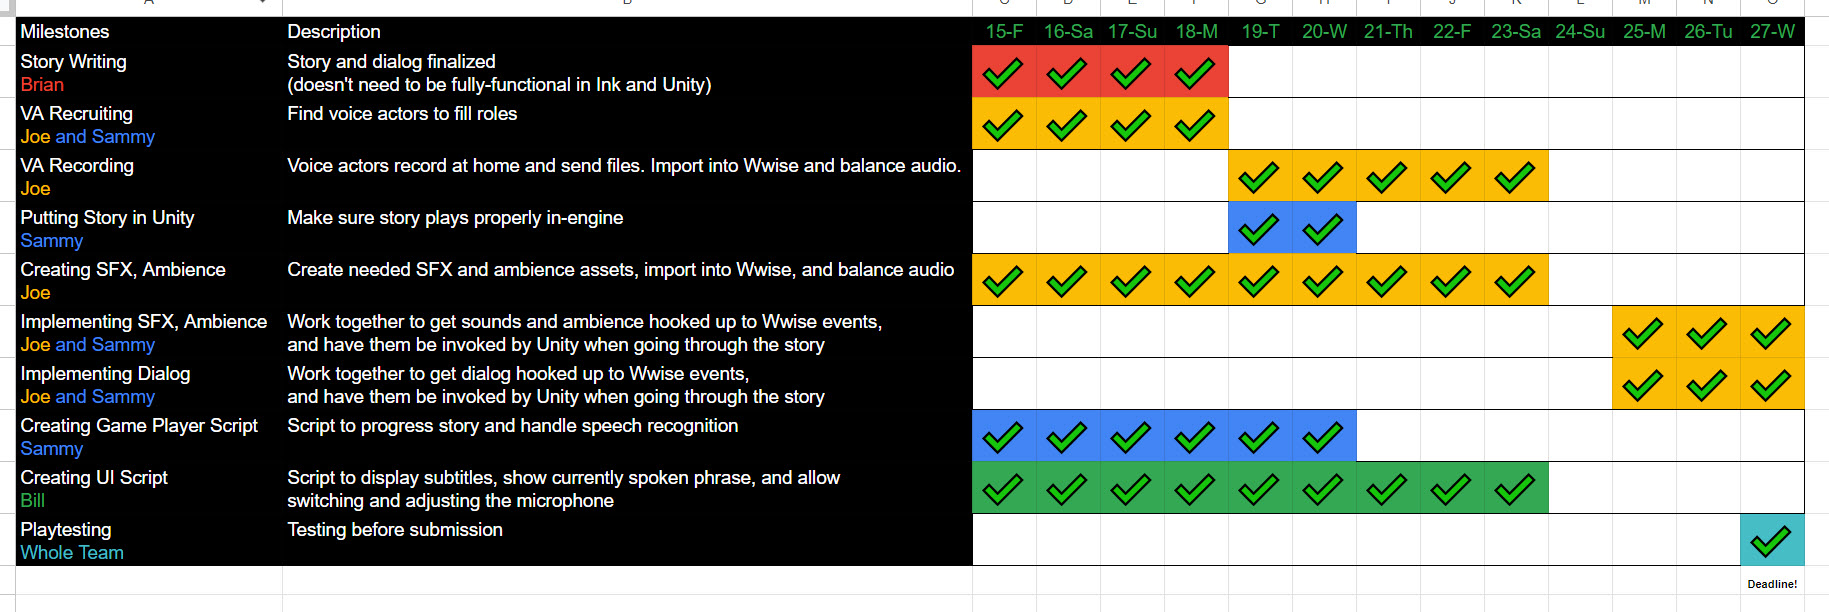 Milestones Description 15-F 16-Sa 17-Su 18-M 19-T 20-W 21-Th 22-F 23-Sa 24-Su 25-M 26-Tu 27-W
Story Writing Story and dialog finalized
Brian (doesn't need to be fully-functional in Ink and Unity)
VA Recruiting Find voice actors to fill roles
Joe and Sammy
VA Recording Voice actors record at home and send files. Import into Wwise and balance audio.
Joe
Putting Story in Unity Make sure story plays properly in-engine
Sammy
Creating SFX, Ambience Create needed SFX and ambience assets, import into Wwise, and balance audio
Joe
Implementing SFX, Ambience Work together to get sounds and ambience hooked up to Wwise events,
Joe and Sammy and have them be invoked by Unity when going through the story
Implementing Dialog Work together to get dialog hooked up to Wwise events,
Joe and Sammy and have them be invoked by Unity when going through the story
Creating Game Player Script Script to progress story and handle speech recognition
Sammy
Creating UI Script Script to display subtitles, show currently spoken phrase, and allow
Bill switching and adjusting the microphone
Playtesting Testing before submission
Whole Team
Deadline!